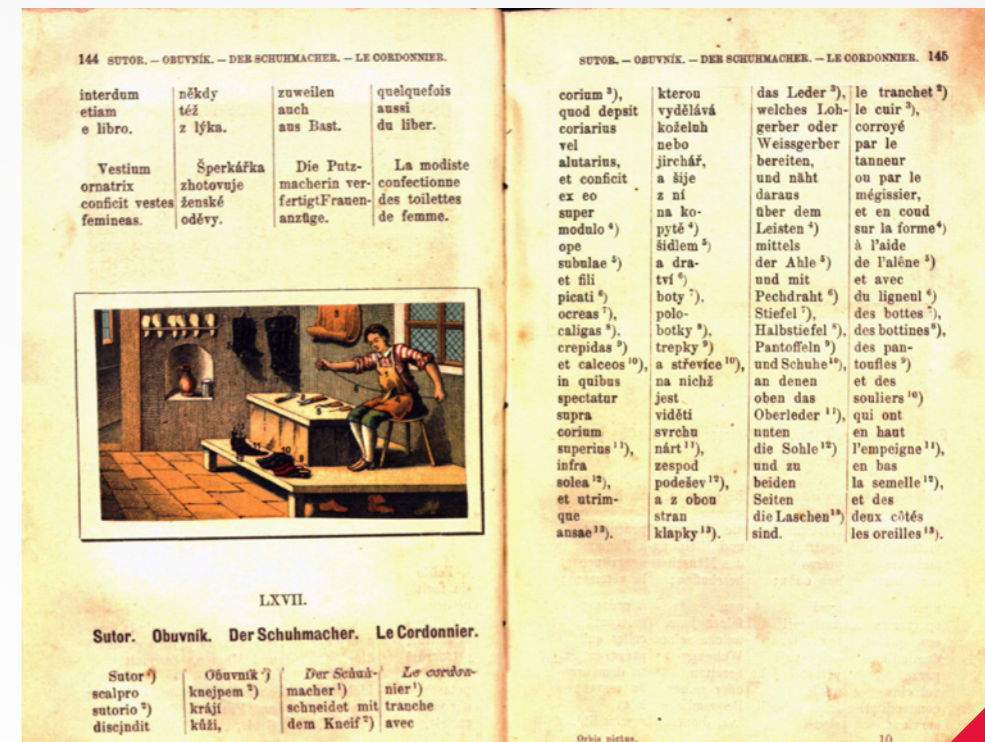 144 SUTOR. — OBUVNÍK. — DER SCHUHMACHER. — LE CORDONNIER.
interdum
etiam
e libro.
Vestium
ornatrix
conficit vestes
femineas.
někdy
též
z lýka.
Šperkářka
zhotovuje
ženské
oděvy.
zuweilen
auch
aus Bast.
Die Putz-
macherin ver-
fertigt Frauen-
anzüge.
quelquefois
aussi
du liber.
La modiste
confectionne
des toilettes
de femme.
LXVII.
Sutor. Obuvník. Der Schuhmacher. Le Cordonnier.
Sutor ¹)
scalpro
sutorio ²)
discindit
Obuvník ¹)
knejpem ²)
krájí
kůži,
Der Schuh-
macher ¹)
schneidet mit
dem Kneif ²)
Le cordon-
nier ¹)
tranche
avec
SUTOR. — OBUVNÍK. — DER SCHUHMACHER. — LE CORDONNIER. 145
corium ³),
quod depsit
coriarius
vel
alutarius,
et conficit
ex eo
super
modulo ⁴)
ope
subulae ⁵)
et fili
picati ⁶)
ocreas ⁷),
caligas ⁸),
crepidas ⁹)
et calceos ¹⁰),
in quibus
spectatur
supra
corium
superius ¹¹),
infra
solea ¹²),
et utrim-
que
ansae ¹³).
kterou
vydělává
koželuh
nebo
jirchář,
a šije
z ní
na ko-
pytě ⁴)
šidlem ⁵)
a dra-
tví ⁶)
boty ⁷),
polo-
botky ⁸),
trepky ⁹)
a střevíce ¹⁰),
na nichž
jest
viděti
svrchu
nárt ¹¹),
zespod
podešev ¹²),
a z obou
stran
klapky ¹³).
das Leder ³),
welches Loh-
gerber oder
Weissgerber
bereiten,
und näht
daraus
über dem
Leisten ⁴)
mittels
der Ahle ⁵)
und mit
Pechdraht ⁶)
Stiefel ⁷),
Halbstiefel ⁸),
Pantoffeln ⁹)
und Schuhe ¹⁰),
an denen
oben das
Oberleder ¹¹),
unten
die Sohle ¹²)
und zu
beiden
Seiten
die Laschen ¹³)
sind.
le tranchet ²)
le cuir ³),
corroyé
par le
tanneur
ou par le
mégissier,
et en coud
sur la forme ⁴)
à l'aide
de l'alêne ⁵)
et avec
du ligneul ⁶)
des bottes ⁷),
des bottines ⁸),
des pan-
toufles ⁹)
et des
souliers ¹⁰)
qui ont
en haut
l'empeigne ¹¹),
en bas
la semelle ¹²),
et des
deux côtés
les oreilles ¹³).
Orbis pictus. 10